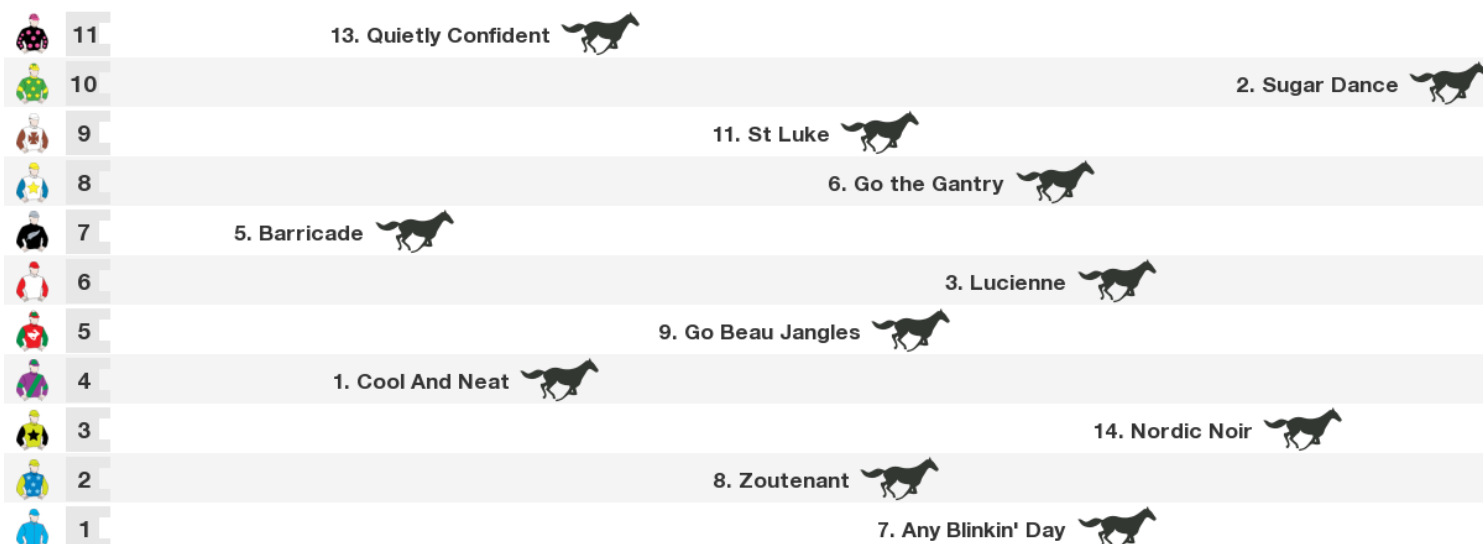 11 13. Quietly Confident
10 2. Sugar Dance
9 11. St Luke
8 6. Go the Gantry
7 5. Barricade
6 3. Lucienne
5 9. Go Beau Jangles
4 1. Cool And Neat
3 14. Nordic Noir
2 8. Zoutenant
1 7. Any Blinkin' Day